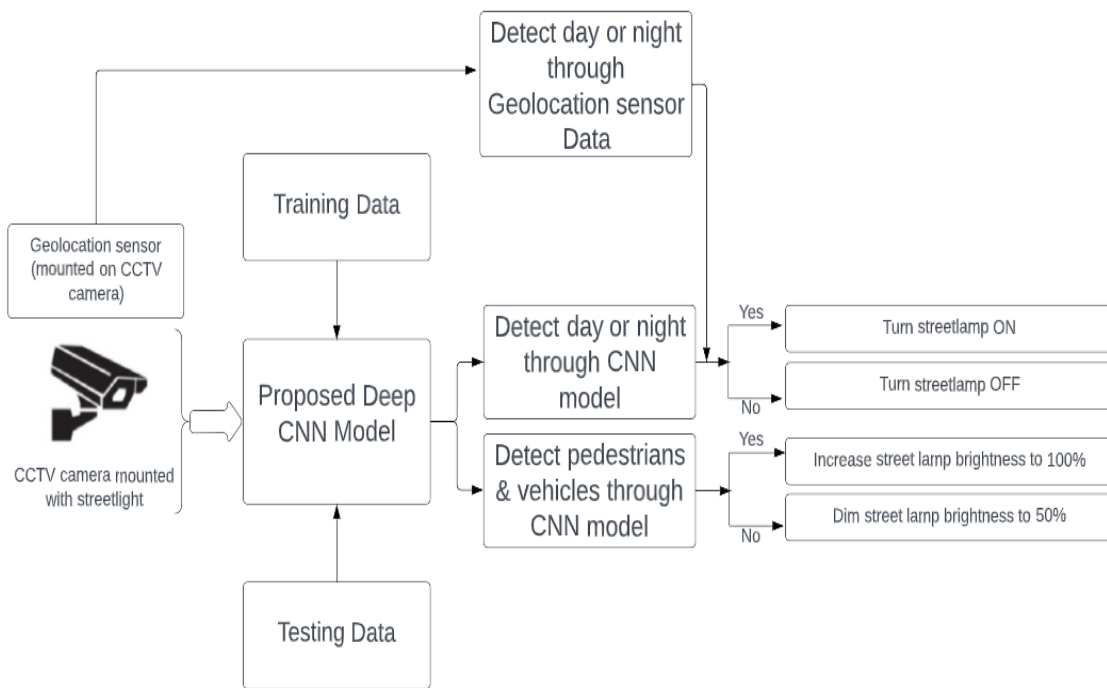 Detect day or night
through
Geolocation sensor
Data
Training Data
Geolocation sensor
(mounted on CCTV
camera)
CCTV camera mounted
with streetlight
Proposed Deep
CNN Model
Testing Data
Detect day or night
through CNN
model
Yes
Turn streetlamp ON
No
Turn streetlamp OFF
Detect pedestrians
& vehicles through
CNN model
Yes
Increase street lamp brightness to 100%
No
Dim street lamp brightness to 50%